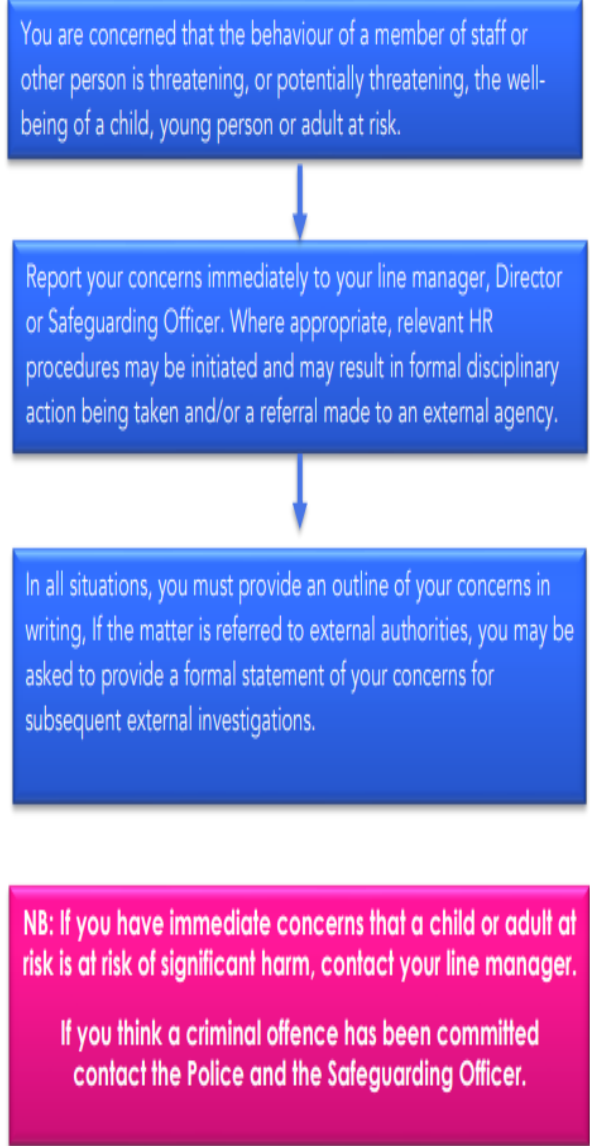 You are concerned that the behaviour of a member of staff or
other person is threatening, or potentially threatening, the well-
being of a child, young person or adult at risk.
Report your concerns immediately to your line manager, Director
or Safeguarding Officer. Where appropriate, relevant HR
procedures may be initiated and may result in formal disciplinary
action being taken and/or a referral made to an external agency.
In all situations, you must provide an outline of your concerns in
writing, If the matter is referred to external authorities, you may be
asked to provide a formal statement of your concerns for
subsequent external investigations.
NB: If you have immediate concerns that a child or adult at
risk is at risk of significant harm, contact your line manager.
If you think a criminal offence has been committed
contact the Police and the Safeguarding Officer.